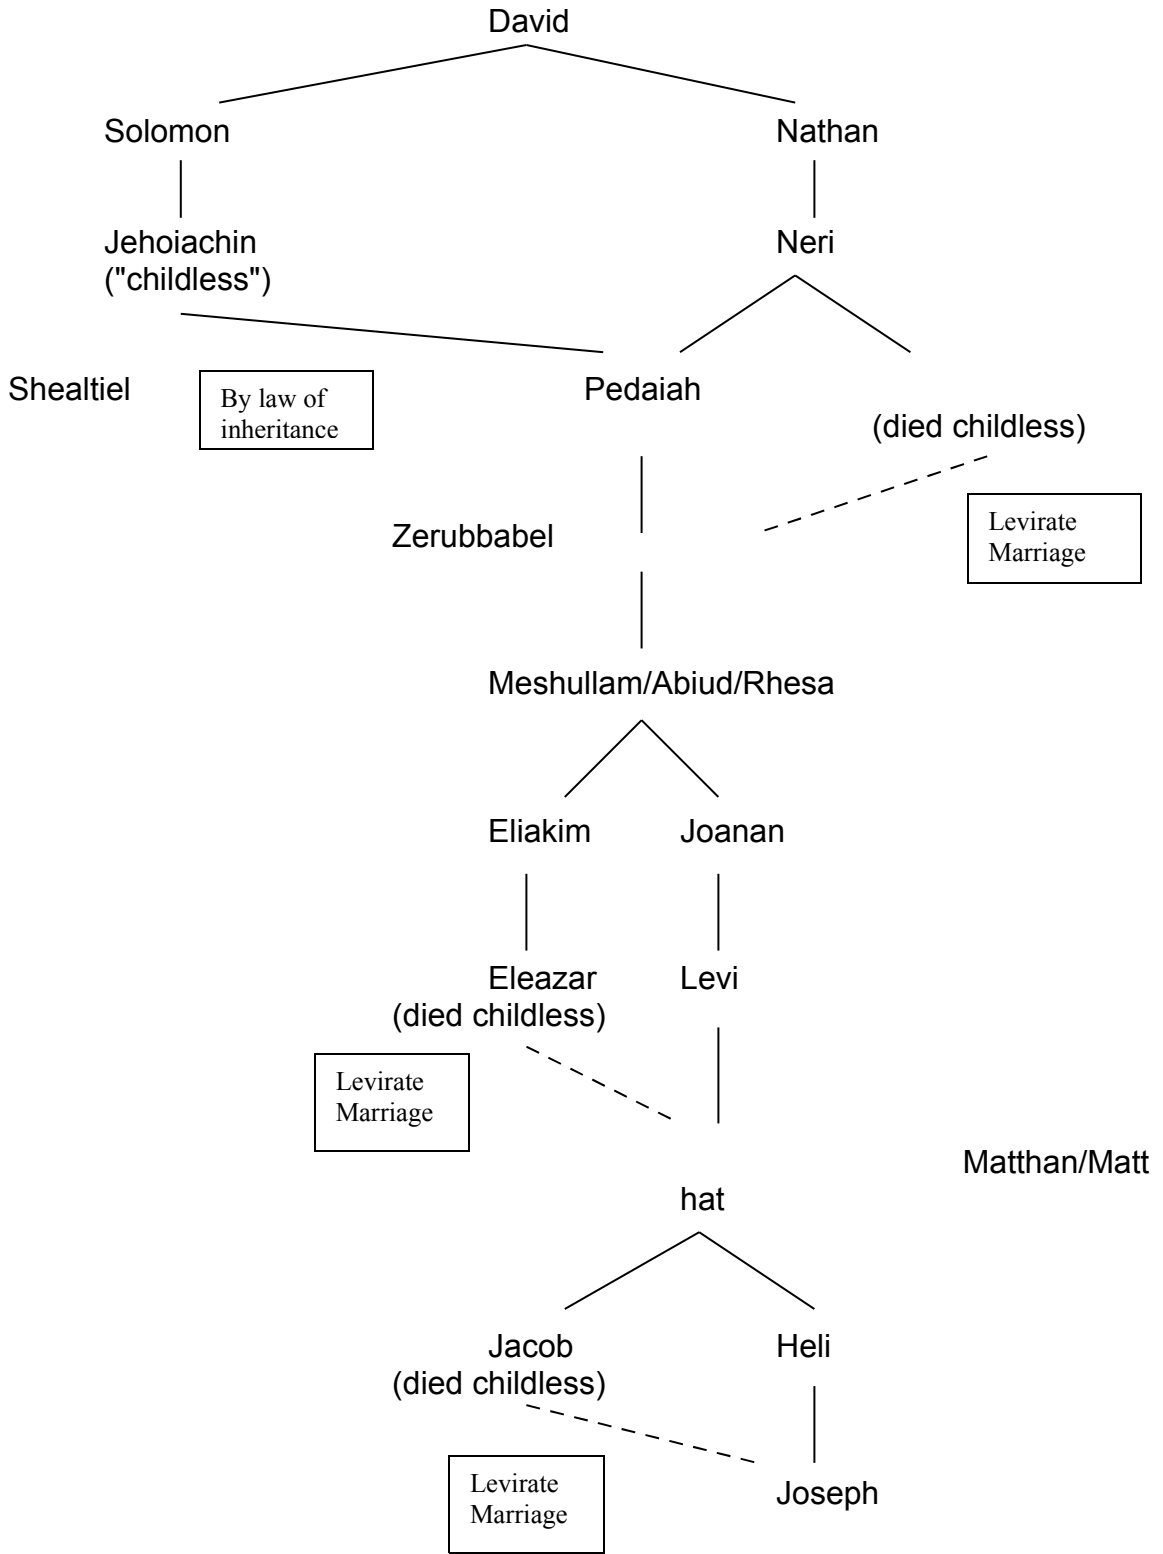 David
Solomon
Nathan
Jehoiachin
("childless")
Neri
Shealtiel
By law of
inheritance
Pedaiah
(died childless)
Zerubbabel
Levirate
Marriage
Meshullam/Abiud/Rhesa
Eliakim
Joanan
Eleazar
(died childless)
Levi
Levirate
Marriage
Matthan/Matt
hat
Jacob
(died childless)
Heli
Levirate
Marriage
Joseph